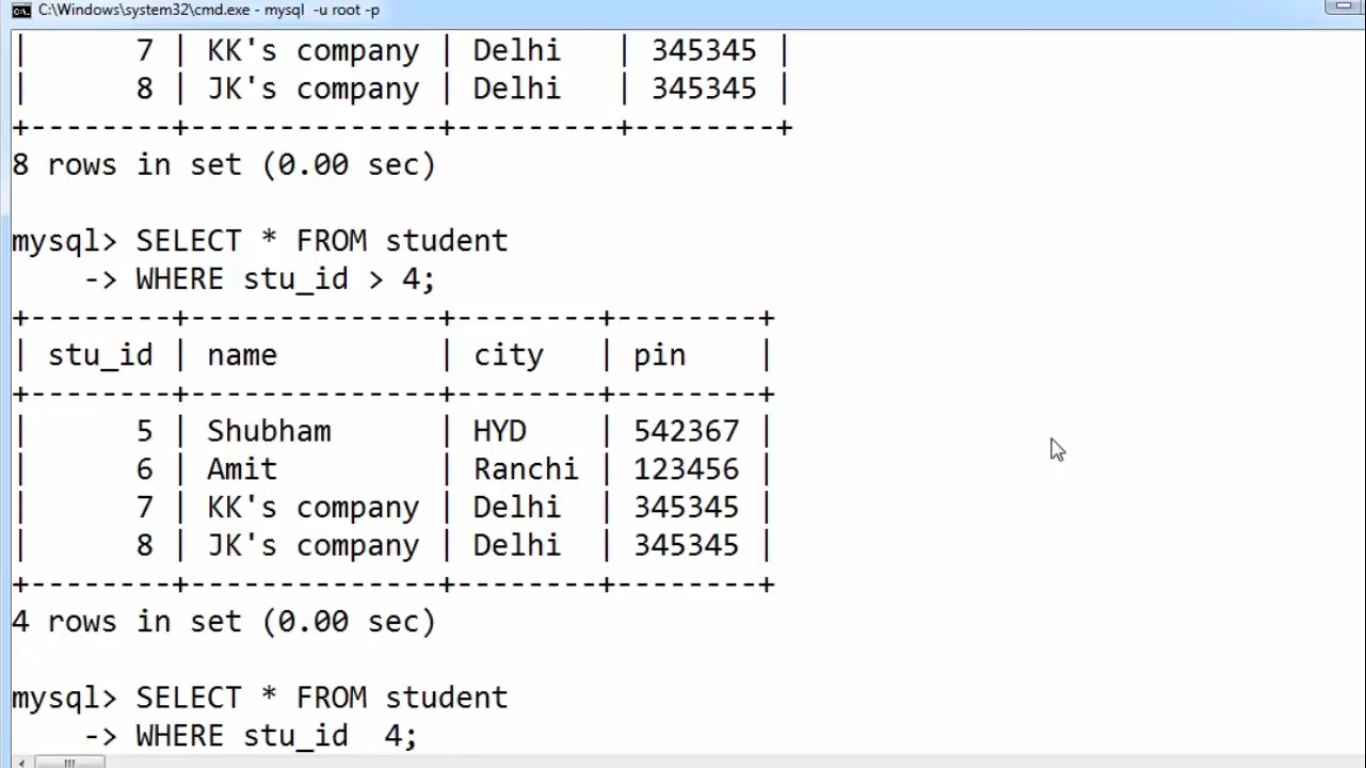 C:\Windows\system32\cmd.exe - mysql -u root -p
|      7 | KK's company | Delhi   | 345345 |
|      8 | JK's company | Delhi   | 345345 |
+--------+--------------+---------+--------+
8 rows in set (0.00 sec)
mysql> SELECT * FROM student
    -> WHERE stu_id > 4;
+--------+--------------+--------+--------+
| stu_id | name         | city   | pin    |
+--------+--------------+--------+--------+
|      5 | Shubham      | HYD    | 542367 |
|      6 | Amit         | Ranchi | 123456 |
|      7 | KK's company | Delhi  | 345345 |
|      8 | JK's company | Delhi  | 345345 |
+--------+--------------+--------+--------+
4 rows in set (0.00 sec)
mysql> SELECT * FROM student
    -> WHERE stu_id  4;